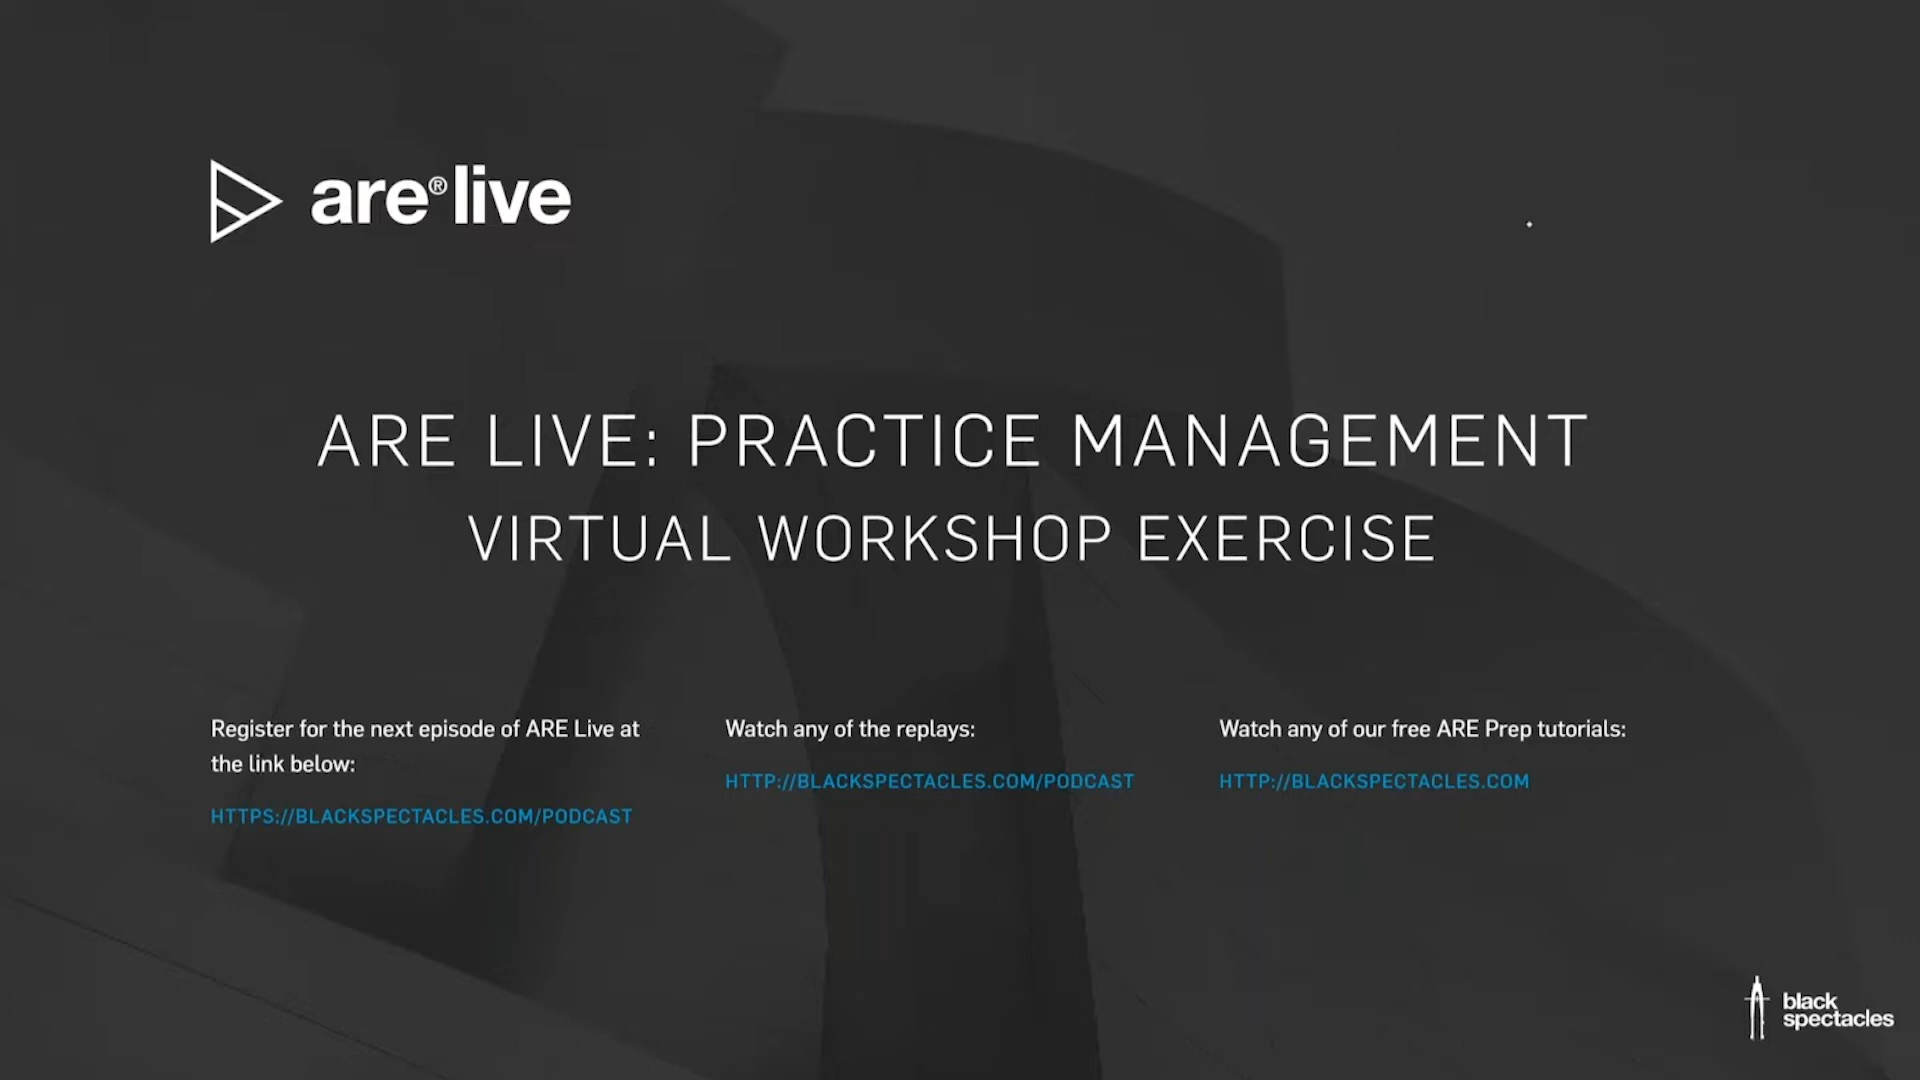 are® live
ARE LIVE: PRACTICE MANAGEMENT
VIRTUAL WORKSHOP EXERCISE
Register for the next episode of ARE Live at
the link below:
HTTPS://BLACKSPECTACLES.COM/PODCAST
Watch any of the replays:
HTTP://BLACKSPECTACLES.COM/PODCAST
Watch any of our free ARE Prep tutorials:
HTTP://BLACKSPECTACLES.COM
black
spectacles